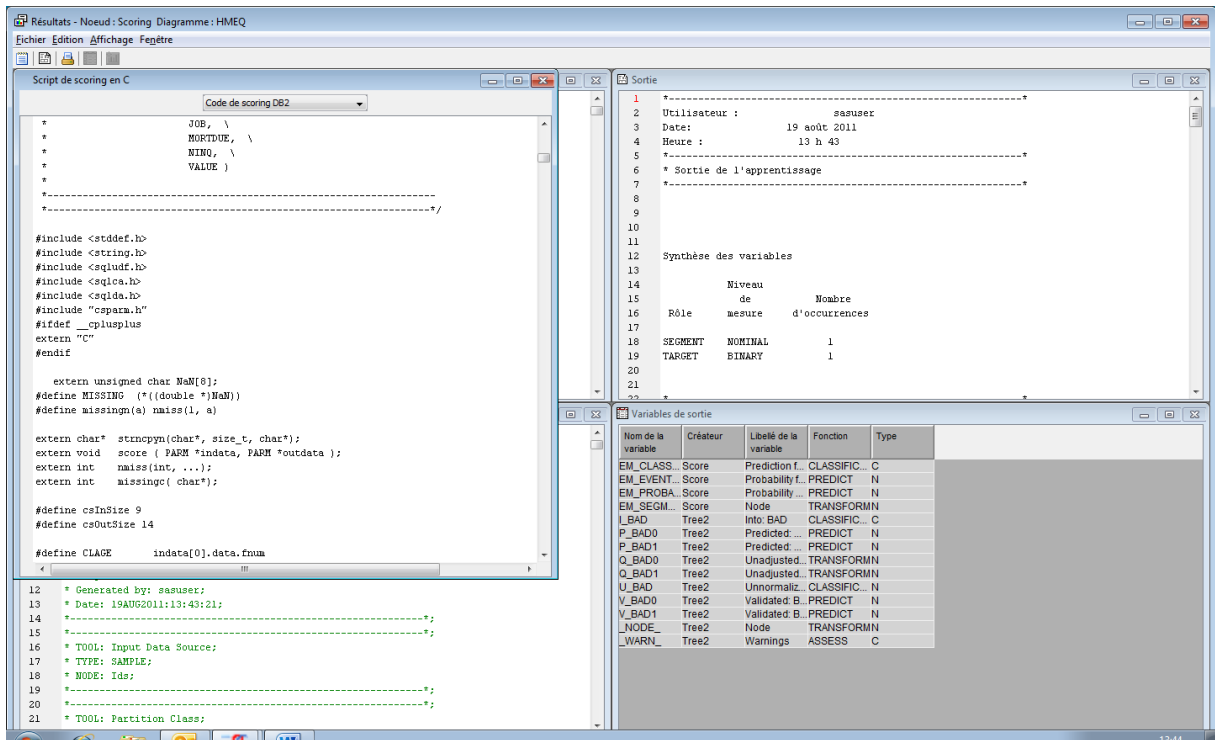 Résultats - Noeud : Scoring Diagramme : HMEQ
Fichier Edition Affichage Fenêtre
Script de scoring en C
Code de scoring DB2
* JOB, \
* MORTDUE, \
* NINQ, \
* VALUE )
*
*------------------------------------------------------------------
*-----------------------------------------------------------------*/
#include <stddef.h>
#include <string.h>
#include <sqludf.h>
#include <sqlca.h>
#include <sqlda.h>
#include "csparm.h"
#ifdef __cplusplus
extern "C"
#endif
extern unsigned char NaN[8];
#define MISSING (*((double *)NaN))
#define missingn(a) nmiss(1, a)
extern char* strncpyn(char*, size_t, char*);
extern void score ( PARM *indata, PARM *outdata );
extern int nmiss(int, ...);
extern int missingc( char*);
#define csInSize 9
#define csOutSize 14
#define CLAGE indata[0].data.fnum
12 * Generated by: sasuser;
13 * Date: 19AUG2011:13:43:21;
14 *------------------------------------------------------------*;
15 *------------------------------------------------------------*;
16 * TOOL: Input Data Source;
17 * TYPE: SAMPLE;
18 * NODE: Ids;
19 *------------------------------------------------------------*;
20 *------------------------------------------------------------*;
21 * TOOL: Partition Class;
Sortie
1 *------------------------------------------------------------*
2 Utilisateur : sasuser
3 Date: 19 août 2011
4 Heure : 13 h 43
5 *------------------------------------------------------------*
6 * Sortie de l'apprentissage
7 *------------------------------------------------------------*
8
9
10
11
12 Synthèse des variables
13
14 Niveau
15 de Nombre
16 Rôle mesure d'occurrences
17
18 SEGMENT NOMINAL 1
19 TARGET BINARY 1
20
21
Variables de sortie
Nom de la variable Créateur Libellé de la variable Fonction Type
EM_CLASS... Score Prediction f... CLASSIFIC... C
EM_EVENT... Score Probability f... PREDICT N
EM_PROBA... Score Probability ... PREDICT N
EM_SEGM... Score Node TRANSFORM N
I_BAD Tree2 Into: BAD CLASSIFIC... C
P_BAD0 Tree2 Predicted: ... PREDICT N
P_BAD1 Tree2 Predicted: ... PREDICT N
Q_BAD0 Tree2 Unadjusted... TRANSFORM N
Q_BAD1 Tree2 Unadjusted... TRANSFORM N
U_BAD Tree2 Unnormaliz... CLASSIFIC... N
V_BAD0 Tree2 Validated: B... PREDICT N
V_BAD1 Tree2 Validated: B... PREDICT N
_NODE_ Tree2 Node TRANSFORM N
_WARN_ Tree2 Warnings ASSESS C